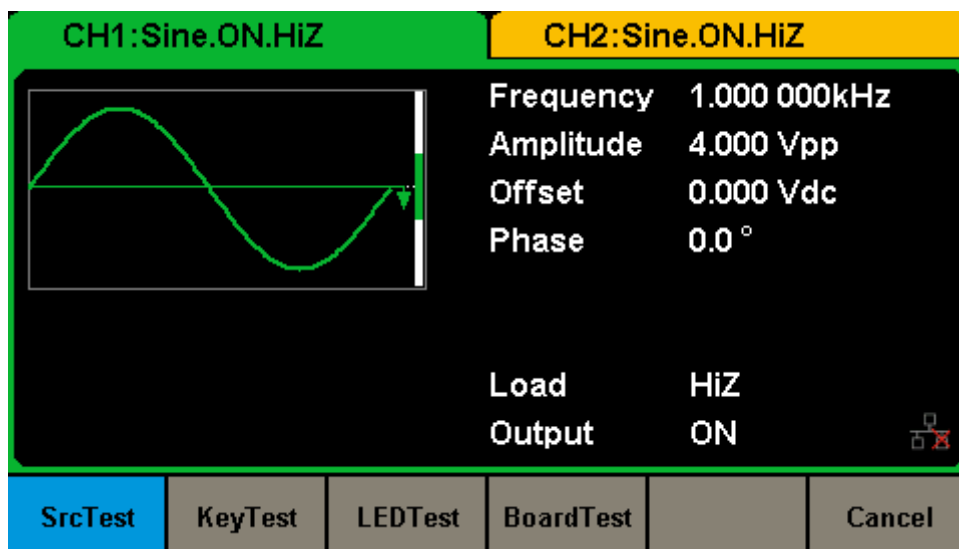 CH1:Sine.ON.HiZ
CH2:Sine.ON.HiZ
Frequency 1.000 000kHz
Amplitude 4.000 Vpp
Offset 0.000 Vdc
Phase 0.0 °
Load HiZ
Output ON
SrcTest KeyTest LEDTest BoardTest Cancel